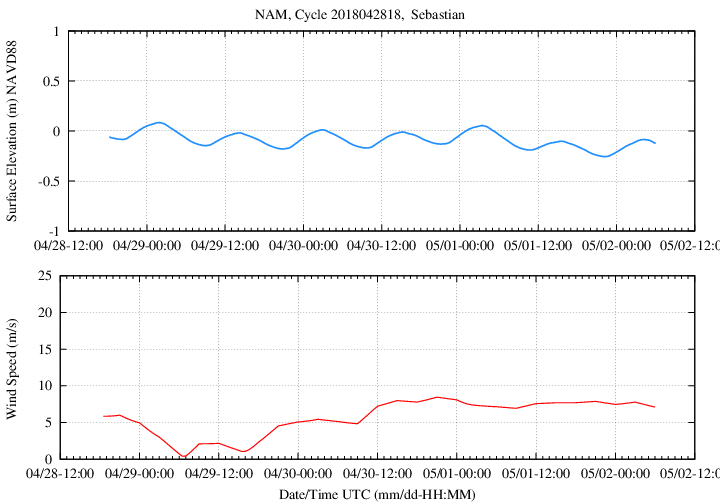 NAM, Cycle 2018042818,  Sebastian
Surface Elevation (m) NAVD88
1
0.5
0
-0.5
-1
04/28-12:00 04/29-00:00 04/29-12:00 04/30-00:00 04/30-12:00 05/01-00:00 05/01-12:00 05/02-00:00 05/02-12:0
Wind Speed (m/s)
25
20
15
10
5
0
04/28-12:00 04/29-00:00 04/29-12:00 04/30-00:00 04/30-12:00 05/01-00:00 05/01-12:00 05/02-00:00 05/02-12:0
Date/Time UTC (mm/dd-HH:MM)